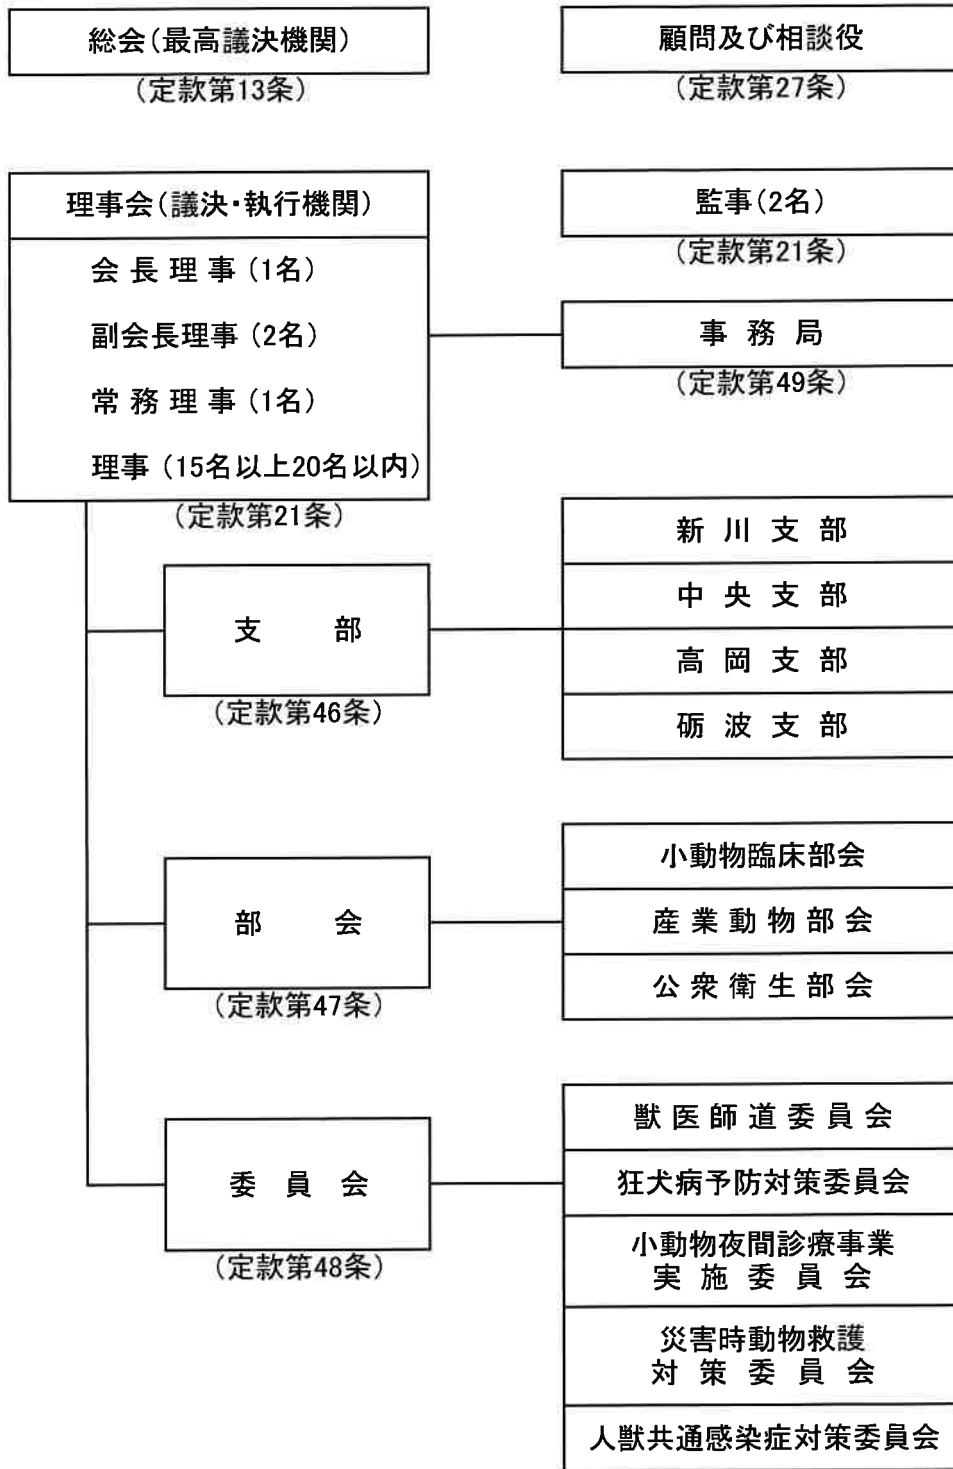 総会(最高議決機関)
(定款第13条)
顧問及び相談役
(定款第27条)
理事会(議決・執行機関)
会長理事(1名)
副会長理事(2名)
常務理事(1名)
理事(15名以上20名以内)
(定款第21条)
監事(2名)
(定款第21条)
事務局
(定款第49条)
支部
(定款第46条)
新川支部
中央支部
高岡支部
砺波支部
部会
(定款第47条)
小動物臨床部会
産業動物部会
公衆衛生部会
委員会
(定款第48条)
獣医師道委員会
狂犬病予防対策委員会
小動物夜間診療事業
実施委員会
災害時動物救護
対策委員会
人獣共通感染症対策委員会